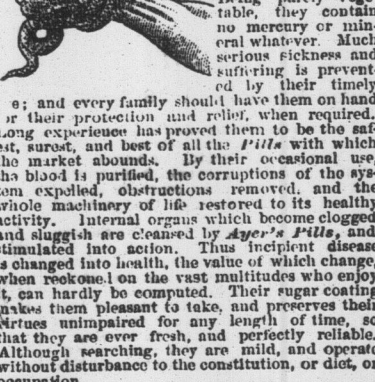 being purely vege-
table, they contain
no mercury or min-
eral whatever. Much
serious sickness and
suffering is prevent-
ed by their timely
e; and every family should have them on hand
or their protection and relief, when required.
Long experience has proved them to be the saf-
est, surest, and best of all the Pills with which
the market abounds. By their occasional use,
the blood is purified, the corruptions of the sys-
tem expelled, obstructions removed, and the
whole machinery of life restored to its healthy
activity. Internal organs which become clogged
and sluggish are cleansed by Ayer's Pills, and
stimulated into action. Thus incipient disease
is changed into health, the value of which change,
when reckoned on the vast multitudes who enjoy
it, can hardly be computed. Their sugar coating
makes them pleasant to take, and preserves their
virtues unimpaired for any length of time, so
that they are ever fresh, and perfectly reliable.
Although searching, they are mild, and operate
without disturbance to the constitution, or diet, or
occupation.